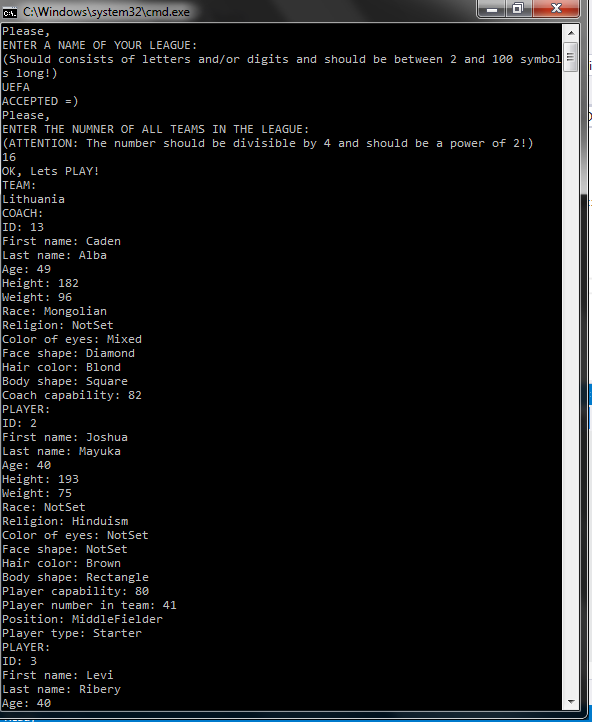 C:\Windows\system32\cmd.exe
Please,
ENTER A NAME OF YOUR LEAGUE:
(Should consists of letters and/or digits and should be between 2 and 100 symbol
s long!)
UEFA
ACCEPTED =)
Please,
ENTER THE NUMNER OF ALL TEAMS IN THE LEAGUE:
(ATTENTION: The number should be divisible by 4 and should be a power of 2!)
16
OK, Lets PLAY!
TEAM:
Lithuania
COACH:
ID: 13
First name: Caden
Last name: Alba
Age: 49
Height: 182
Weight: 96
Race: Mongolian
Religion: NotSet
Color of eyes: Mixed
Face shape: Diamond
Hair color: Blond
Body shape: Square
Coach capability: 82
PLAYER:
ID: 2
First name: Joshua
Last name: Mayuka
Age: 40
Height: 193
Weight: 75
Race: NotSet
Religion: Hinduism
Color of eyes: NotSet
Face shape: NotSet
Hair color: Brown
Body shape: Rectangle
Player capability: 80
Player number in team: 41
Position: MiddleFielder
Player type: Starter
PLAYER:
ID: 3
First name: Levi
Last name: Ribery
Age: 40